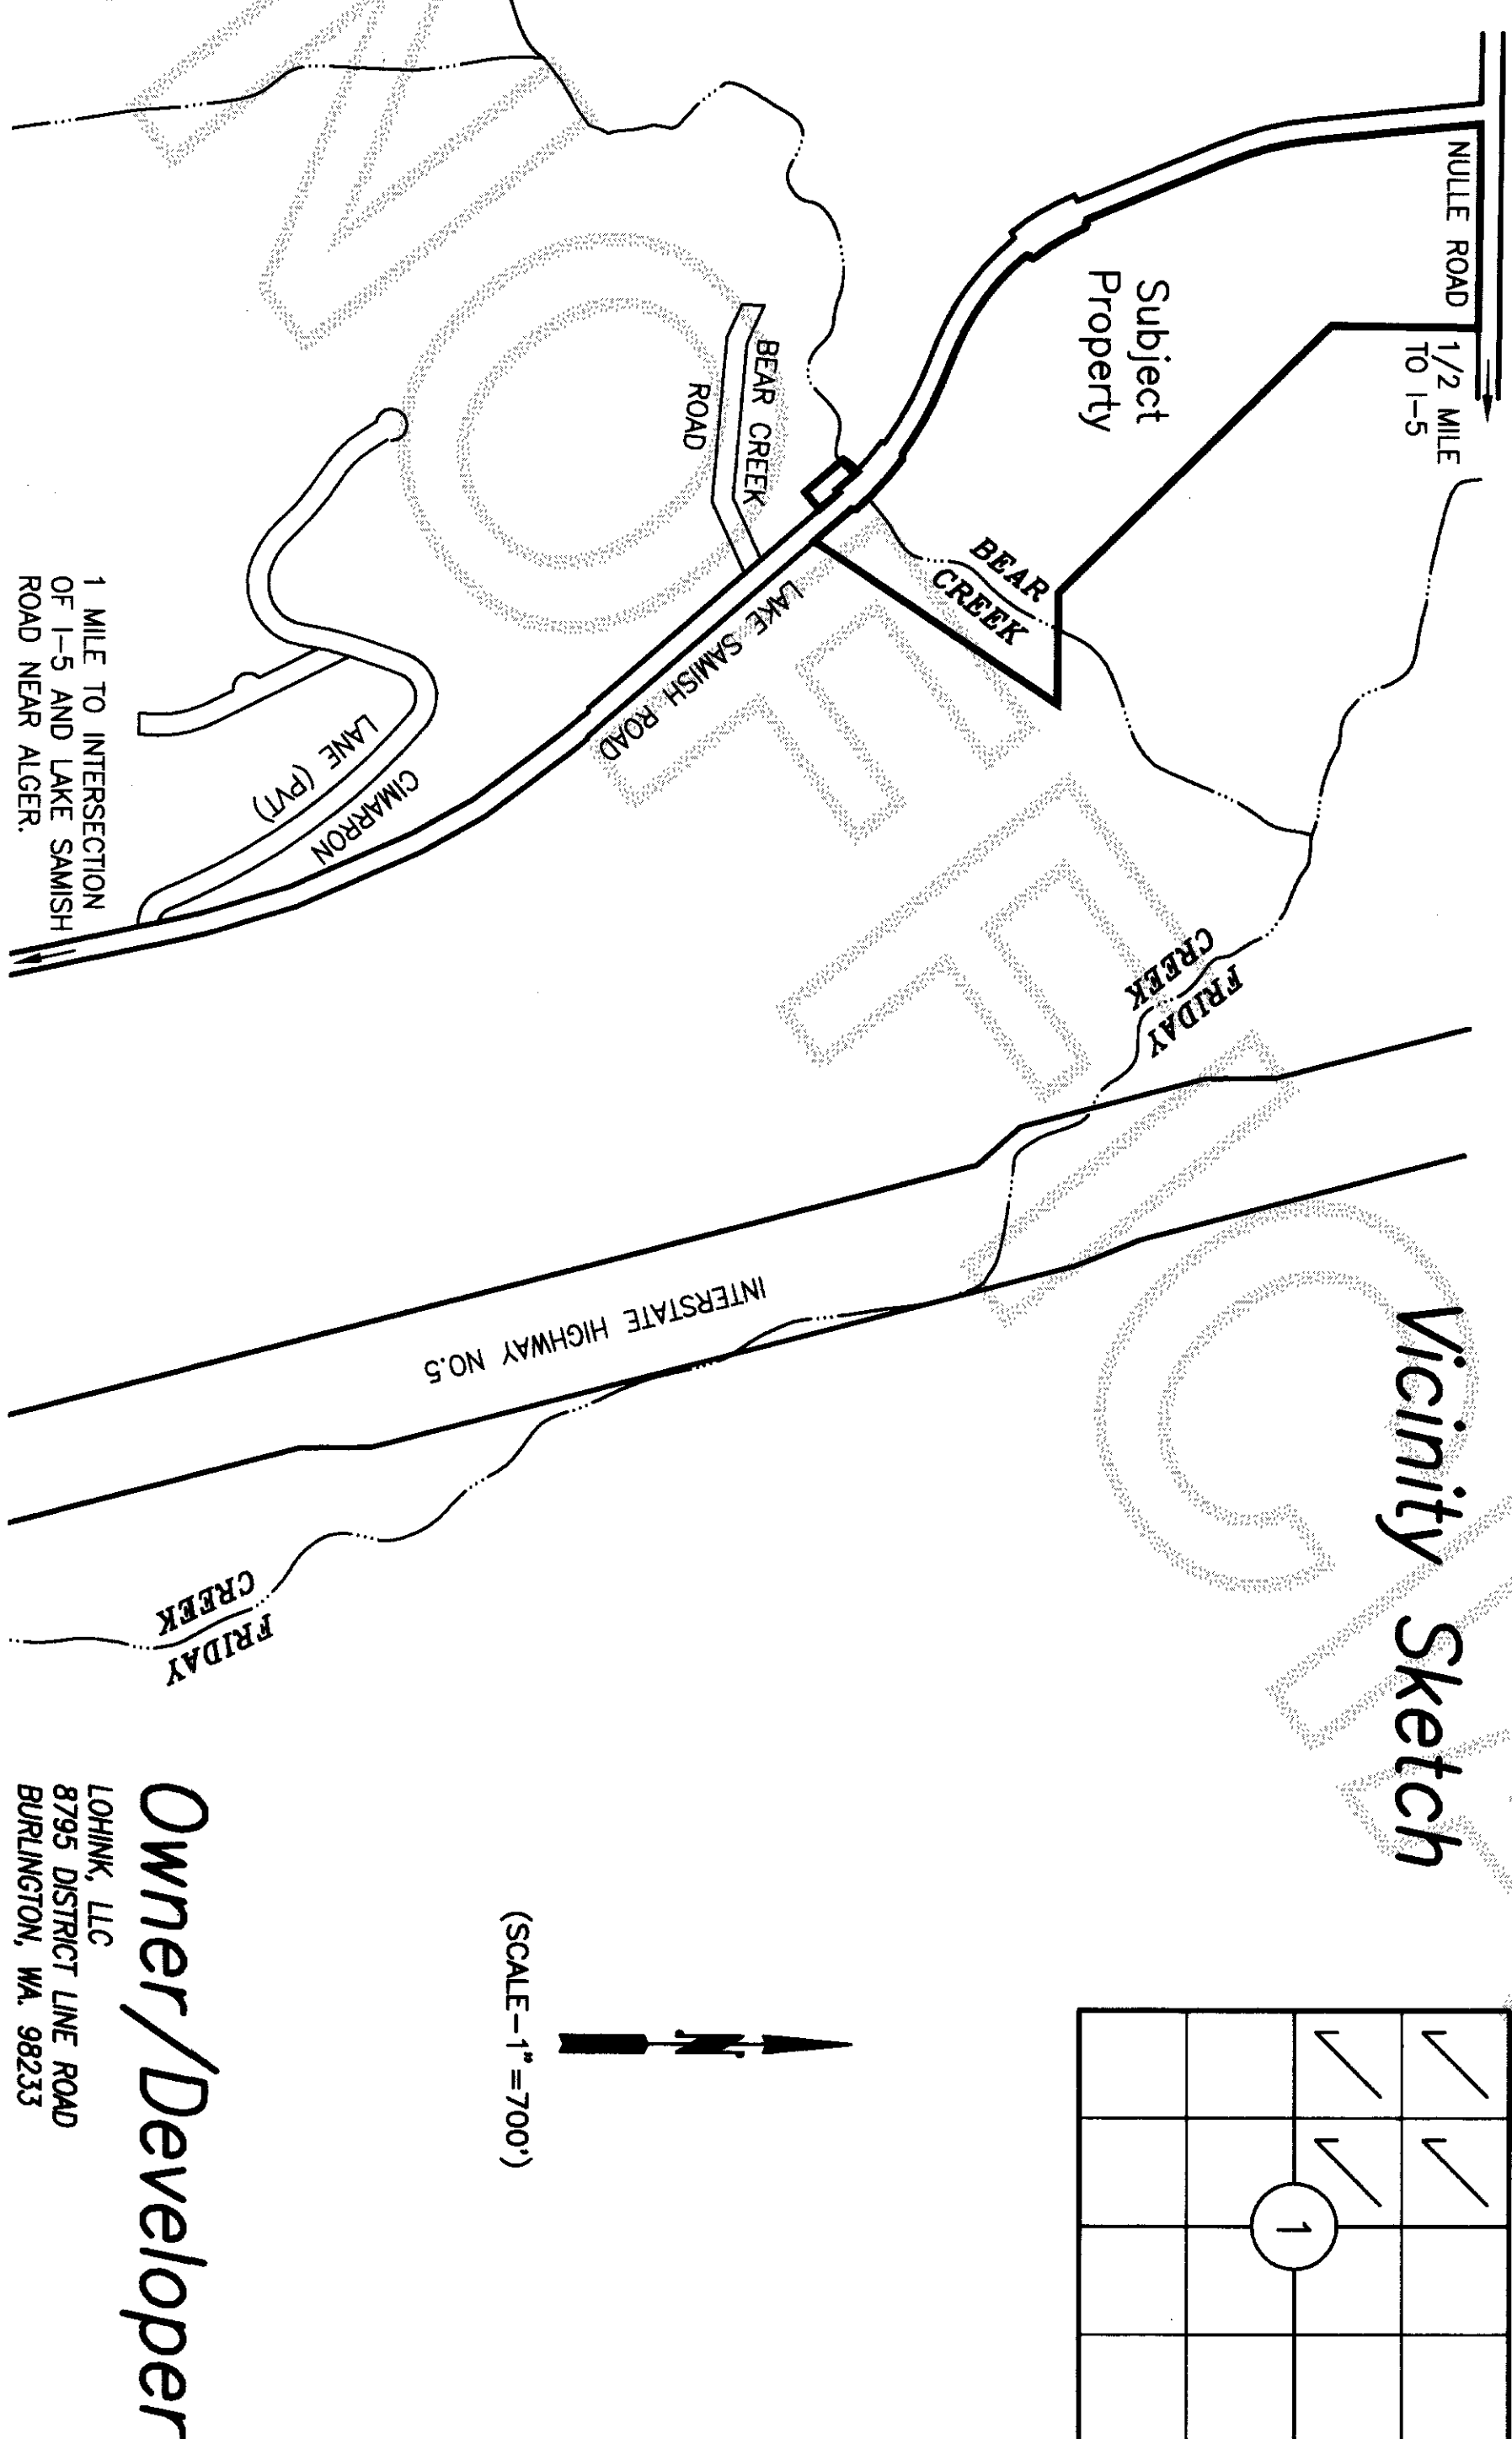 Vicinity Sketch
NULLE ROAD
1/2 MILE
TO I-5
Subject
Property
BEAR
CREEK
BEAR CREEK
ROAD
LAKE SAMISH ROAD
CIMARRON
LANE (PVT)
1 MILE TO INTERSECTION
OF I-5 AND LAKE SAMISH
ROAD NEAR ALGER.
FRIDAY
CREEK
INTERSTATE HIGHWAY NO.5
FRIDAY
CREEK
1
N
(SCALE-1"=700')
Owner/Developer
LOHINK, LLC
8795 DISTRICT LINE ROAD
BURLINGTON, WA. 98233